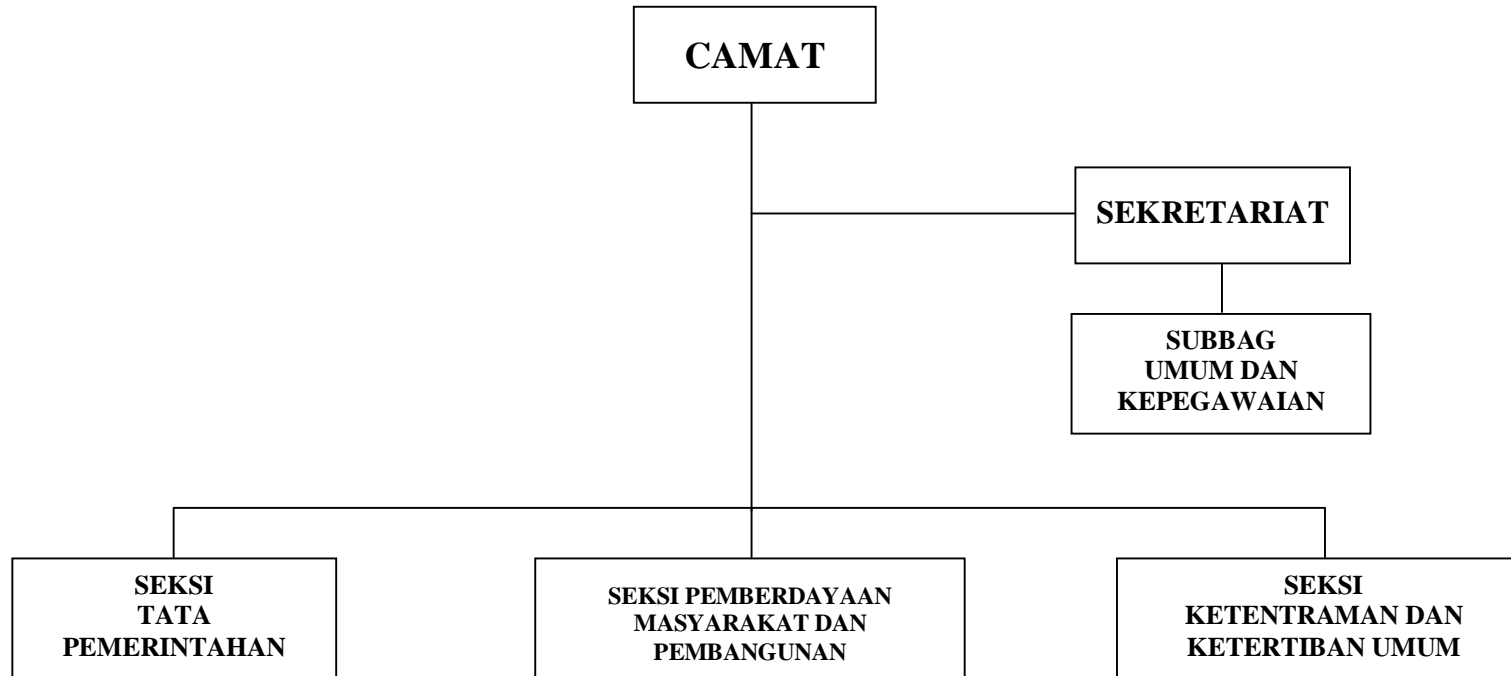 CAMAT
SEKRETARIAT
SUBBAG
UMUM DAN
KEPEGAWAIAN
SEKSI
TATA
PEMERINTAHAN
SEKSI PEMBERDAYAAN
MASYARAKAT DAN
PEMBANGUNAN
SEKSI
KETENTRAMAN DAN
KETERTIBAN UMUM